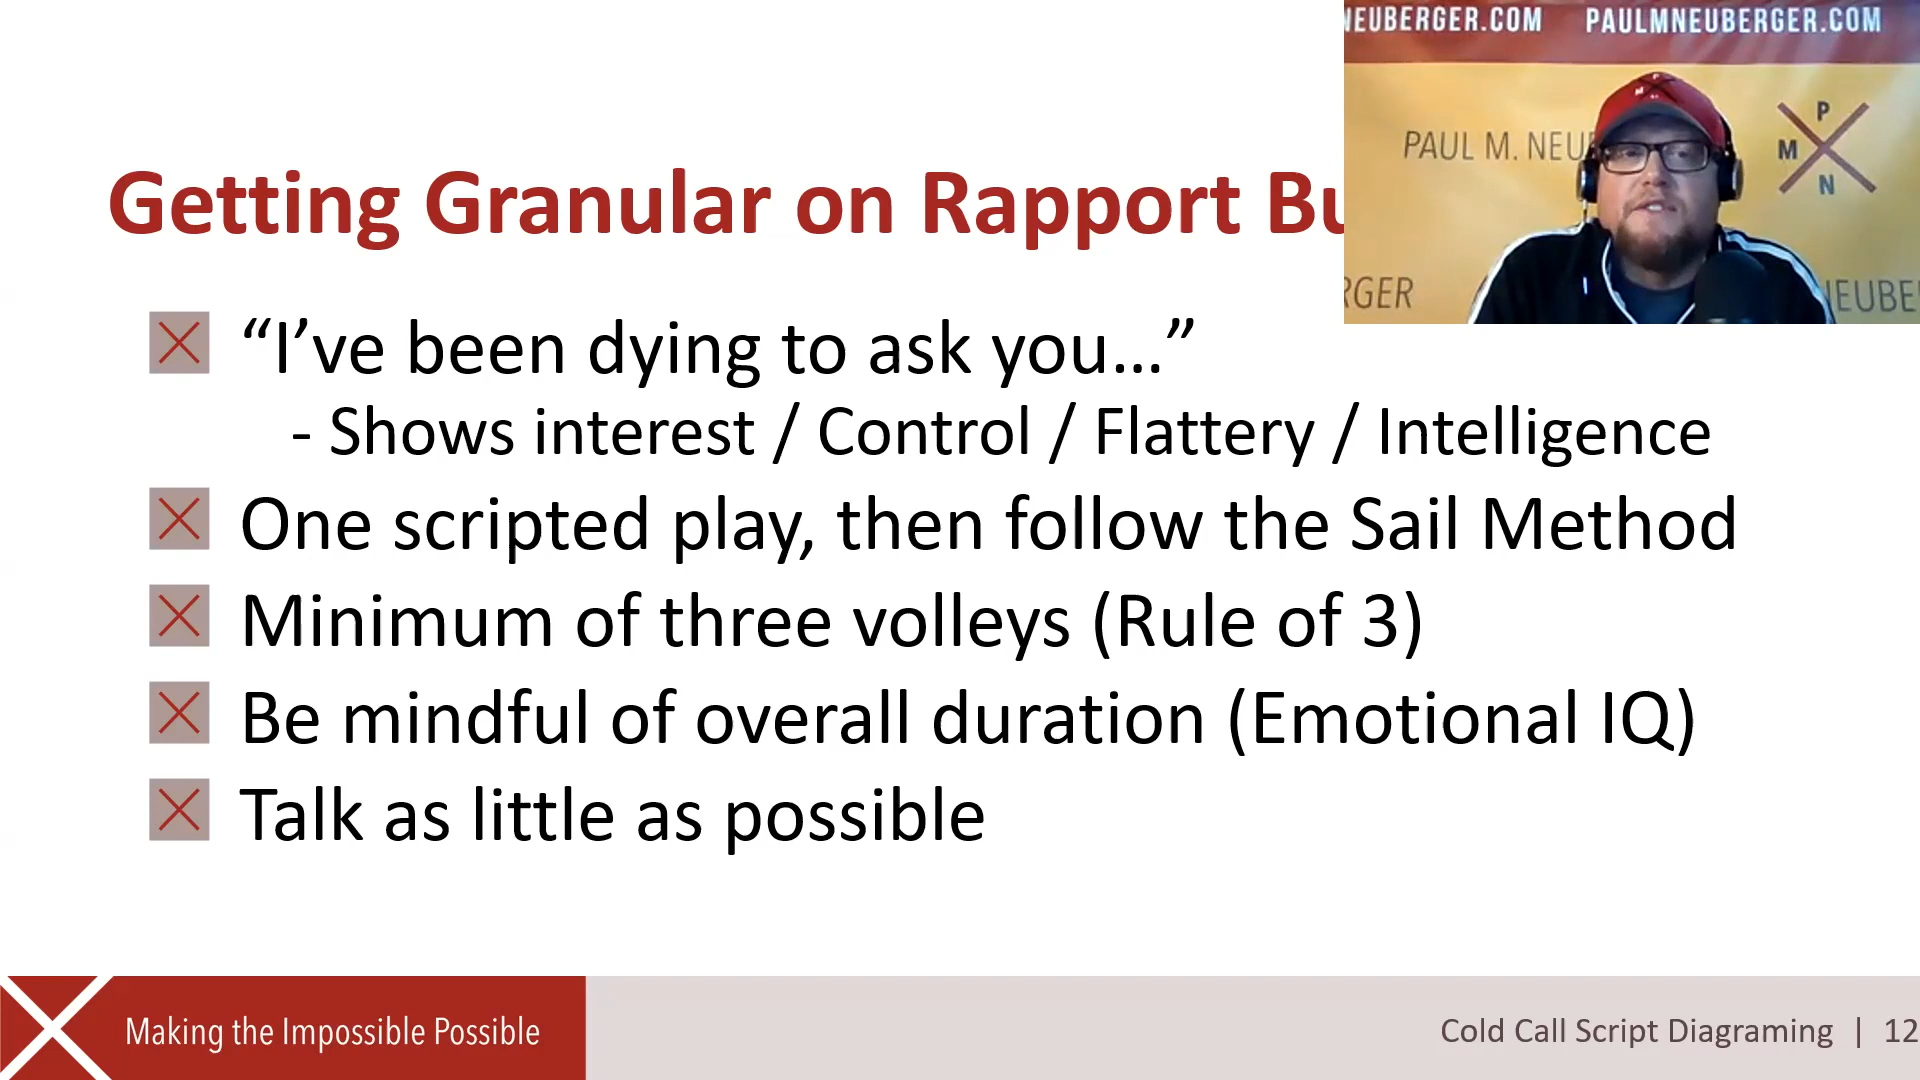 NEUBERGER.COM PAULMNEUBERGER.COM
PAUL M. NEU
P
M
N
BERGER
NEUBE
Getting Granular on Rapport Bu
“I’ve been dying to ask you...”
- Shows interest / Control / Flattery / Intelligence
One scripted play, then follow the Sail Method
Minimum of three volleys (Rule of 3)
Be mindful of overall duration (Emotional IQ)
Talk as little as possible
Making the Impossible Possible
Cold Call Script Diagraming | 12